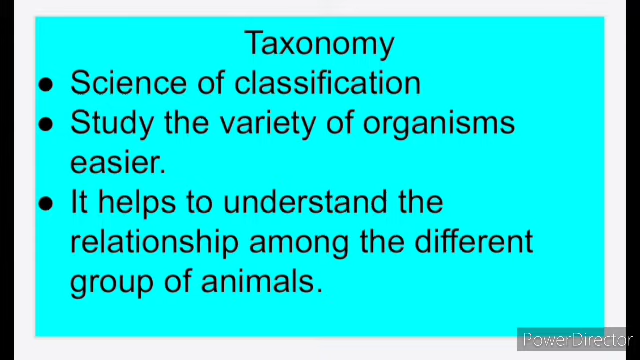 Taxonomy
● Science of classification
● Study the variety of organisms
easier.
● It helps to understand the
relationship among the different
group of animals.
PowerDirector